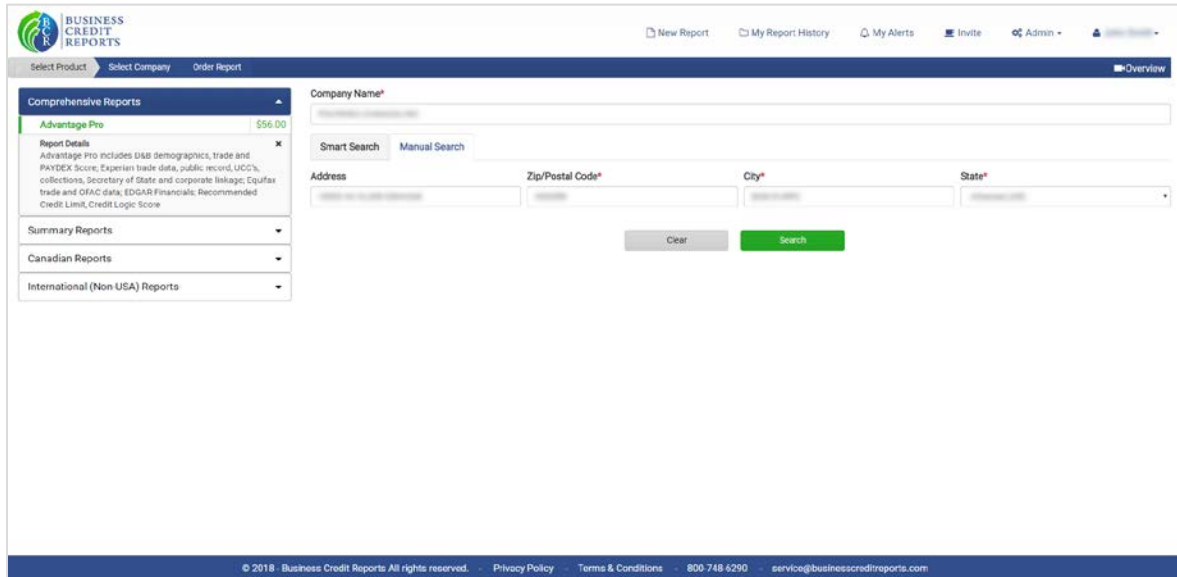 BCR
BUSINESS
CREDIT
REPORTS
New Report My Report History My Alerts Invite Admin
Select Product Select Company Order Report Overview
Comprehensive Reports
Advantage Pro $56.00
Report Details
Advantage Pro includes D&B demographics, trade and
PAYDEX Score; Experian trade data, public record, UCC's,
collections, Secretary of State and corporate linkage; Equifax
trade and OFAC data; EDGAR Financials; Recommended
Credit Limit, Credit Logic Score
Summary Reports
Canadian Reports
International (Non-USA) Reports
Company Name*
Smart Search Manual Search
Address Zip/Postal Code* City* State*
Clear Search
© 2018 - Business Credit Reports All rights reserved. - Privacy Policy - Terms & Conditions - 800-748-6290 - service@businesscreditreports.com